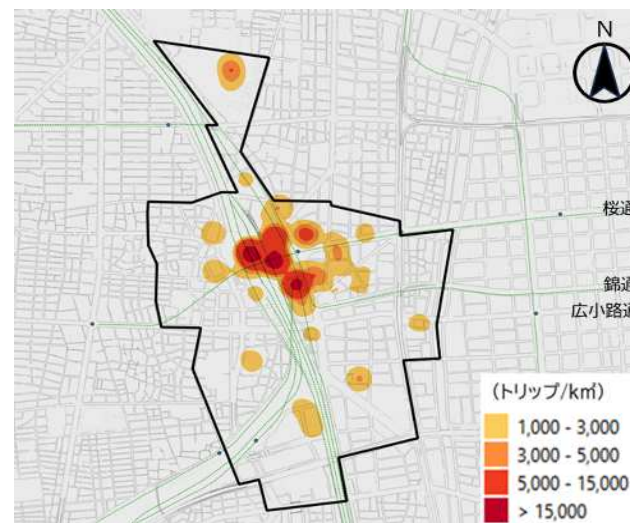 N
桜通
錦通
広小路通
(トリップ/km²)
1,000 - 3,000
3,000 - 5,000
5,000 - 15,000
> 15,000